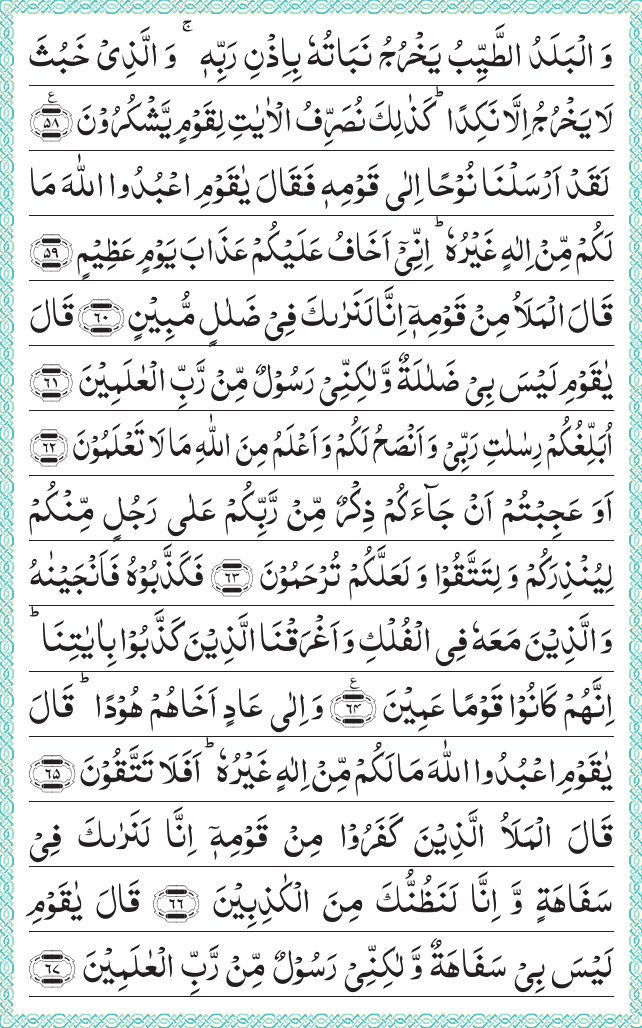 وَ الْبَلَدُ الطَّيِّبُ يَخْرُجُ نَبَاتُهٗ بِاِذْنِ رَبِّهٖ ۚ وَ الَّذِیْ خَبُثَ
لَا یَخْرُجُ اِلَّا نَكِدًا ؕ كَذٰلِكَ نُصَرِّفُ الْاٰیٰتِ لِقَوْمٍ یَّشْكُرُوْنَ ﴿۵۸﴾ ع
لَقَدْ اَرْسَلْنَا نُوْحًا اِلٰی قَوْمِهٖ فَقَالَ یٰقَوْمِ اعْبُدُوا اللّٰهَ مَا
لَكُمْ مِّنْ اِلٰهٍ غَیْرُهٗ ؕ اِنِّیْۤ اَخَافُ عَلَیْكُمْ عَذَابَ یَوْمٍ عَظِیْمٍ ﴿۵۹﴾
قَالَ الْمَلَاُ مِنْ قَوْمِهٖۤ اِنَّا لَنَرٰىكَ فِیْ ضَلٰلٍ مُّبِیْنٍ ﴿۶۰﴾ قَالَ
یٰقَوْمِ لَیْسَ بِیْ ضَلٰلَةٌ وَّ لٰكِنِّیْ رَسُوْلٌ مِّنْ رَّبِّ الْعٰلَمِیْنَ ﴿۶۱﴾
اُبَلِّغُكُمْ رِسٰلٰتِ رَبِّیْ وَ اَنْصَحُ لَكُمْ وَ اَعْلَمُ مِنَ اللّٰهِ مَا لَا تَعْلَمُوْنَ ﴿۶۲﴾
اَوَ عَجِبْتُمْ اَنْ جَآءَكُمْ ذِكْرٌ مِّنْ رَّبِّكُمْ عَلٰی رَجُلٍ مِّنْكُمْ
لِیُنْذِرَكُمْ وَ لِتَتَّقُوْا وَ لَعَلَّكُمْ تُرْحَمُوْنَ ﴿۶۳﴾ فَكَذَّبُوْهُ فَاَنْجَیْنٰهُ
وَ الَّذِیْنَ مَعَهٗ فِی الْفُلْكِ وَ اَغْرَقْنَا الَّذِیْنَ كَذَّبُوْا بِاٰیٰتِنَا ؕ
اِنَّهُمْ كَانُوْا قَوْمًا عَمِیْنَ ﴿۶۴﴾ ع وَ اِلٰی عَادٍ اَخَاهُمْ هُوْدًا ؕ قَالَ
یٰقَوْمِ اعْبُدُوا اللّٰهَ مَا لَكُمْ مِّنْ اِلٰهٍ غَیْرُهٗ ؕ اَفَلَا تَتَّقُوْنَ ﴿۶۵﴾
قَالَ الْمَلَاُ الَّذِیْنَ كَفَرُوْا مِنْ قَوْمِهٖۤ اِنَّا لَنَرٰىكَ فِیْ
سَفَاهَةٍ وَّ اِنَّا لَنَظُنُّكَ مِنَ الْكٰذِبِیْنَ ﴿۶۶﴾ قَالَ یٰقَوْمِ
لَیْسَ بِیْ سَفَاهَةٌ وَّ لٰكِنِّیْ رَسُوْلٌ مِّنْ رَّبِّ الْعٰلَمِیْنَ ﴿۶۷﴾